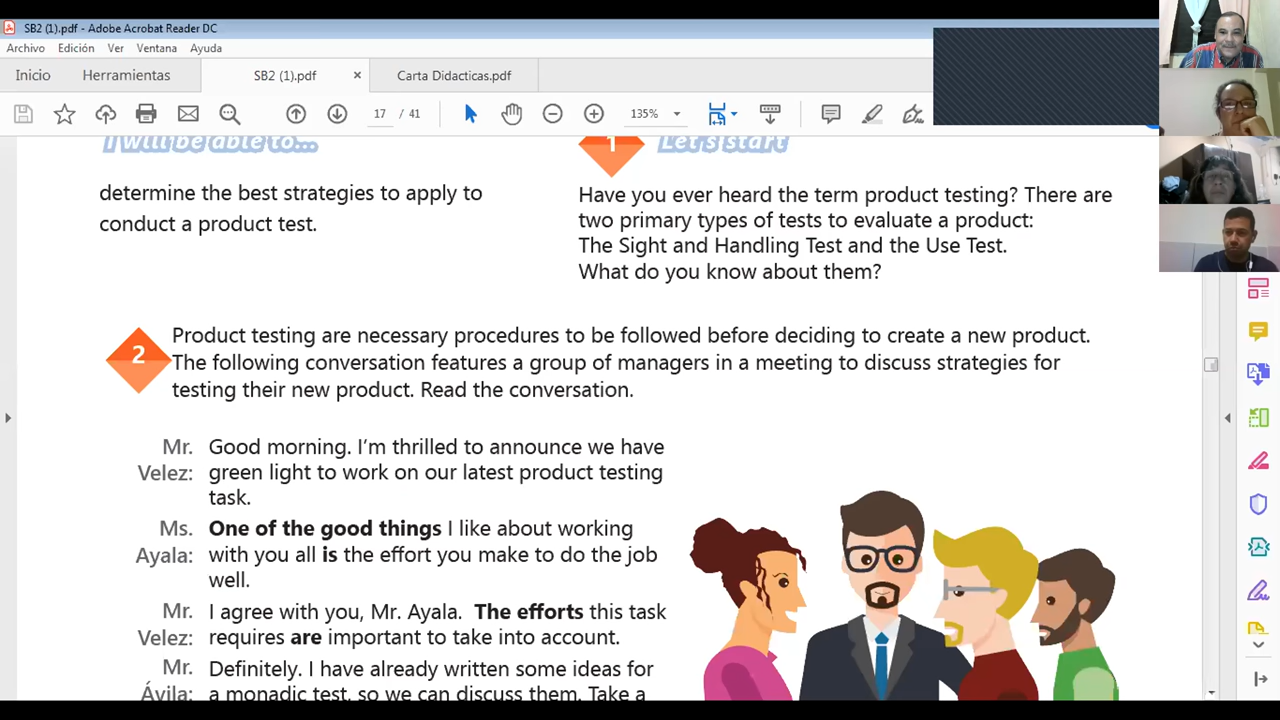 SB2 (1).pdf - Adobe Acrobat Reader DC
Archivo Edición Ver Ventana Ayuda
Inicio Herramientas SB2 (1).pdf × Carta Didacticas.pdf
17 / 41 135%
I will be able to...
determine the best strategies to apply to
conduct a product test.
1 Let's start
Have you ever heard the term product testing? There are
two primary types of tests to evaluate a product:
The Sight and Handling Test and the Use Test.
What do you know about them?
2
Product testing are necessary procedures to be followed before deciding to create a new product.
The following conversation features a group of managers in a meeting to discuss strategies for
testing their new product. Read the conversation.
Mr. Good morning. I'm thrilled to announce we have
Velez: green light to work on our latest product testing
task.
Ms. One of the good things I like about working
Ayala: with you all is the effort you make to do the job
well.
Mr. I agree with you, Mr. Ayala. The efforts this task
Velez: requires are important to take into account.
Mr. Definitely. I have already written some ideas for
Ávila: a monadic test, so we can discuss them. Take a